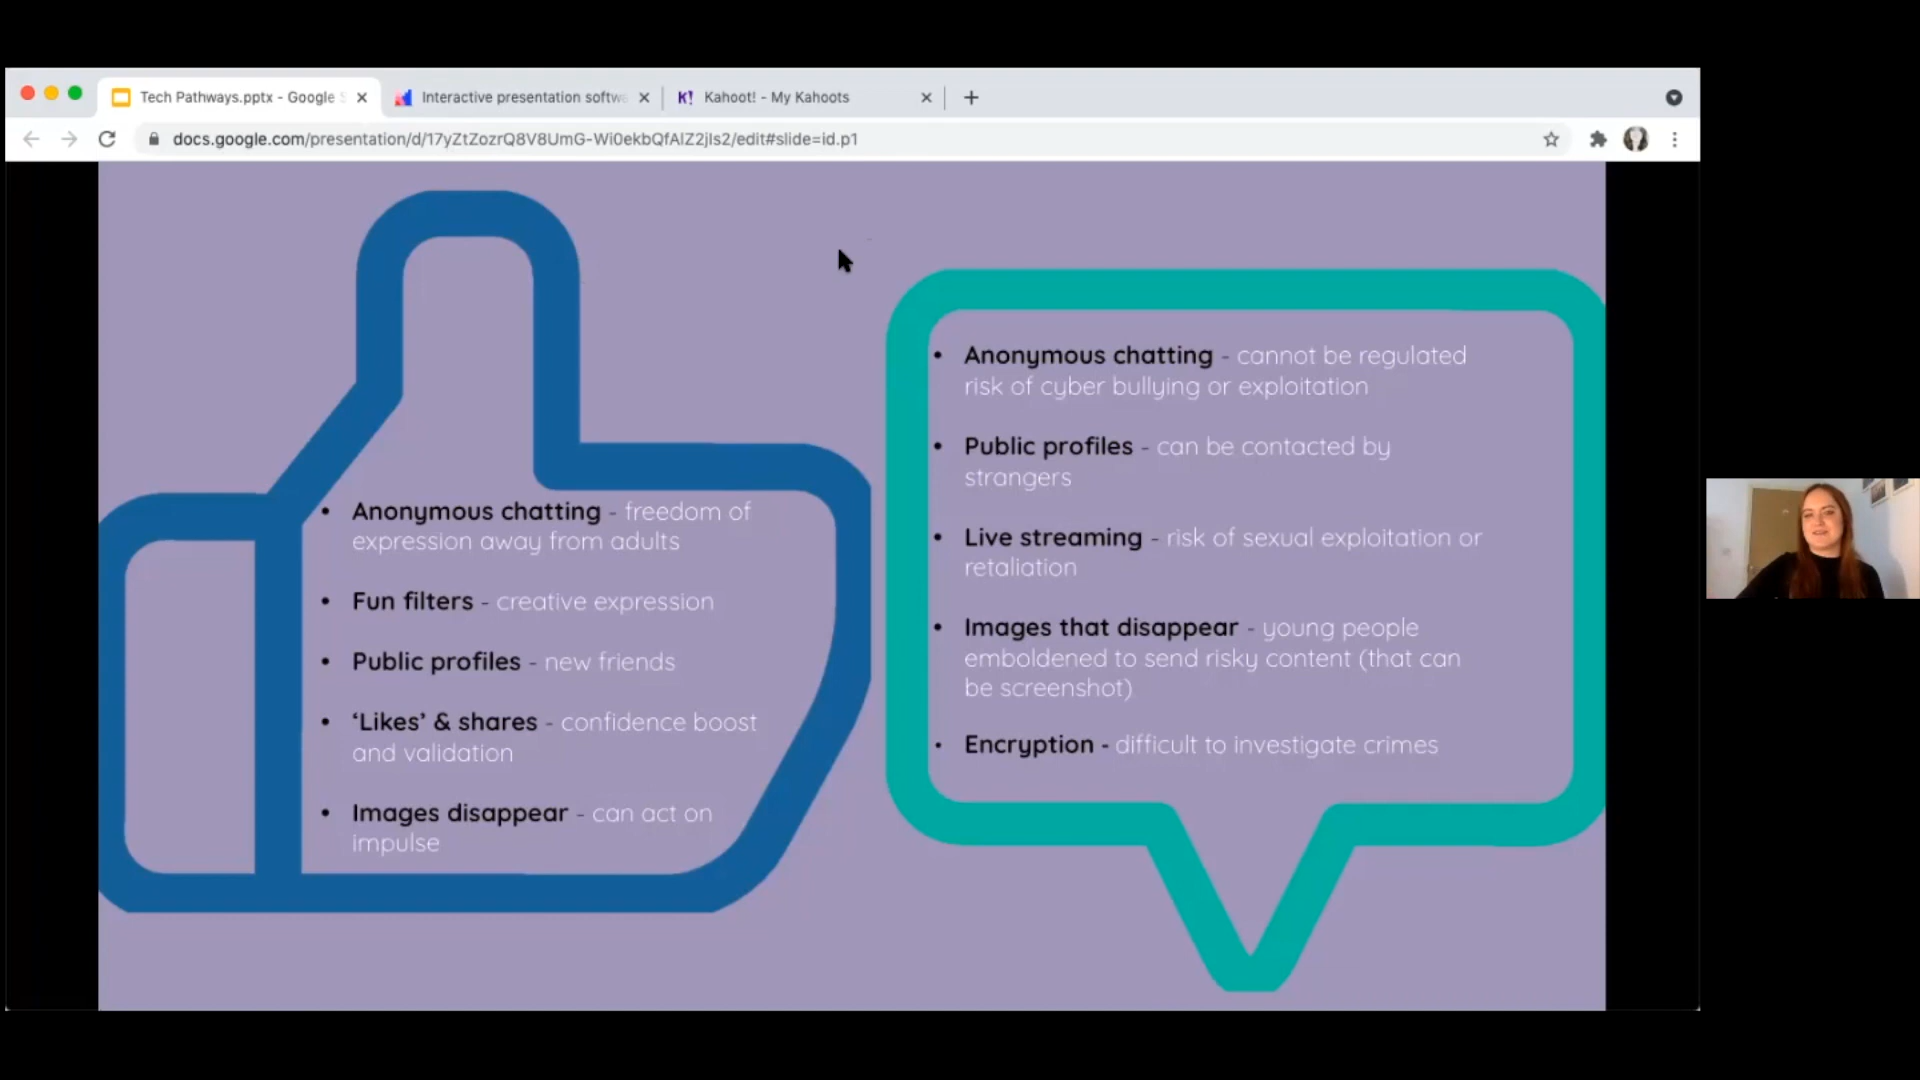 Tech Pathways.pptx - Google S
Interactive presentation softw
K! Kahoot! - My Kahoots
docs.google.com/presentation/d/17yZtZozrQ8V8UmG-Wi0ekbQfAlZ2jIs2/edit#slide=id.p1
• Anonymous chatting - freedom of
expression away from adults
• Fun filters - creative expression
• Public profiles - new friends
• ‘Likes’ & shares - confidence boost
and validation
• Images disappear - can act on
impulse
• Anonymous chatting - cannot be regulated
risk of cyber bullying or exploitation
• Public profiles - can be contacted by
strangers
• Live streaming - risk of sexual exploitation or
retaliation
• Images that disappear - young people
emboldened to send risky content (that can
be screenshot)
• Encryption - difficult to investigate crimes